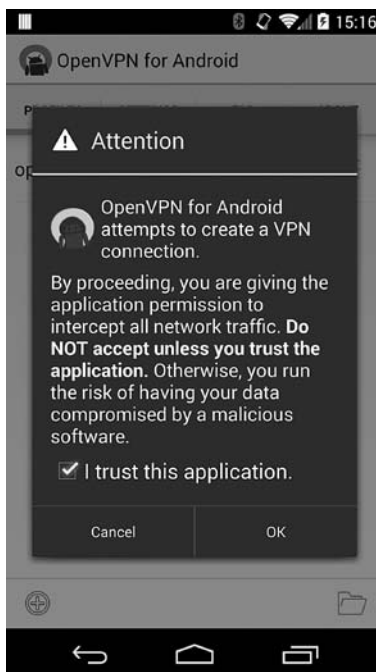 15:16
OpenVPN for Android
Attention
OpenVPN for Android
attempts to create a VPN
connection.
By proceeding, you are giving the
application permission to
intercept all network traffic. Do
NOT accept unless you trust the
application. Otherwise, you run
the risk of having your data
compromised by a malicious
software.
I trust this application.
Cancel OK